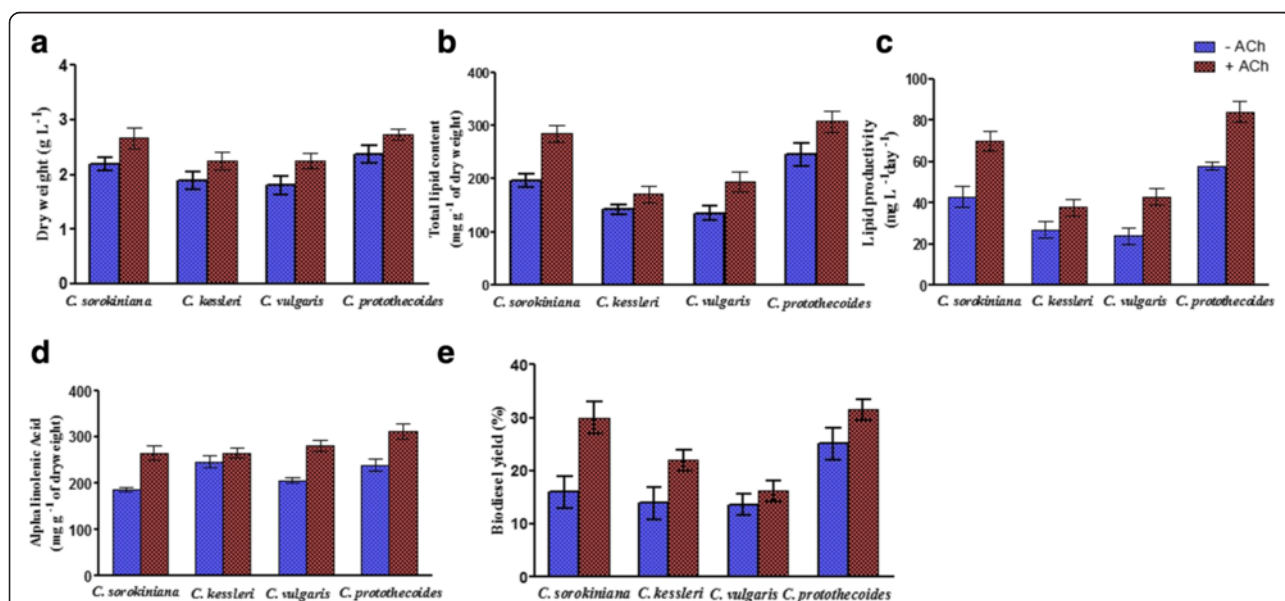 a
Dry weight (g L-1)
4
3
2
1
0
C. sorokiniana C. kessleri C. vulgaris C. protothecoides
b
Total lipid content
(mg g-1 of dry weight)
400
300
200
100
0
C. sorokiniana C. kessleri C. vulgaris C. protothecoides
c
- ACh
+ ACh
Lipid productivity
(mg L-1day-1)
100
80
60
40
20
0
C. sorokiniana C. kessleri C. vulgaris C. protothecoides
d
Alpha linolenic Acid
(mg g-1 of dryweight)
400
300
200
100
0
C. sorokiniana C. kessleri C. vulgaris C. protothecoides
e
Biodiesel yield (%)
40
30
20
10
0
C. sorokiniana C. kessleri C. vulgaris C. protothecoides